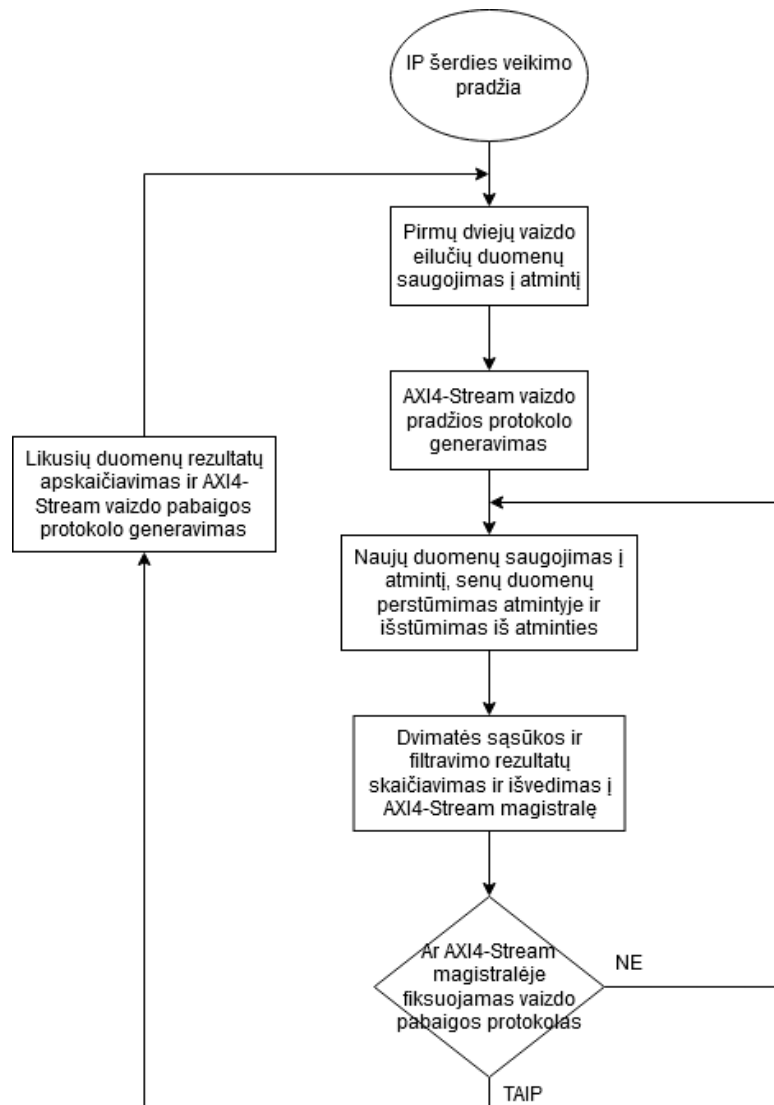 IP šerdies veikimo
pradžia
Pirmų dviejų vaizdo
eilučių duomenų
saugojimas į atmintį
AXI4-Stream vaizdo
pradžios protokolo
generavimas
Likusių duomenų rezultatų
apskaičiavimas ir AXI4-
Stream vaizdo pabaigos
protokolo generavimas
Naujų duomenų saugojimas į
atmintį, senų duomenų
perstūmimas atmintyje ir
išstūmimas iš atminties
Dvimatės sąsūkos ir
filtravimo rezultatų
skaičiavimas ir išvedimas į
AXI4-Stream magistralę
Ar AXI4-Stream
magistralėje
fiksuojamas vaizdo
pabaigos protokolas
NE
TAIP